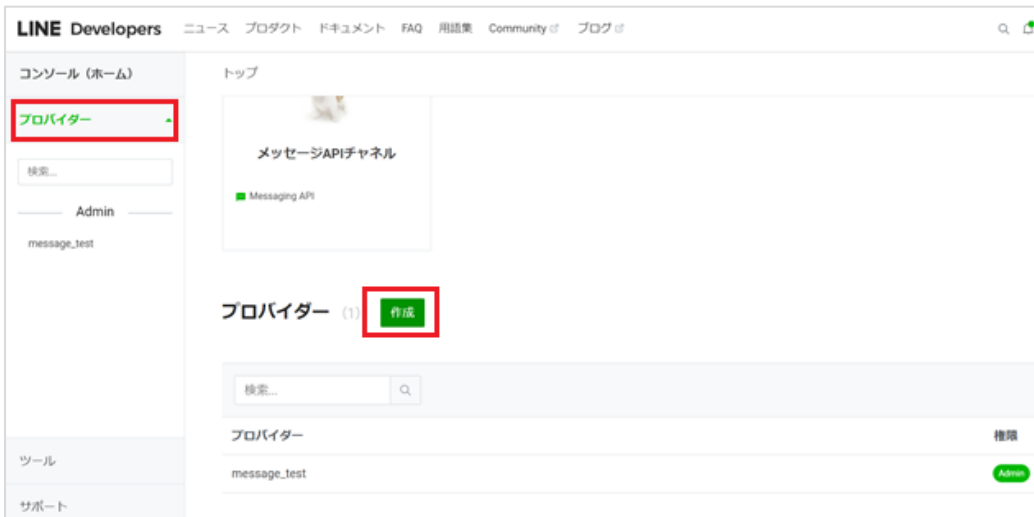 LINE Developers ニュース プロダクト ドキュメント FAQ 用語集 Community ブログ
コンソール（ホーム）
トップ
プロバイダー
検索...
Admin
message_test
メッセージAPIチャネル
Messaging API
プロバイダー (1) 作成
検索...
プロバイダー 権限
message_test Admin
ツール
サポート